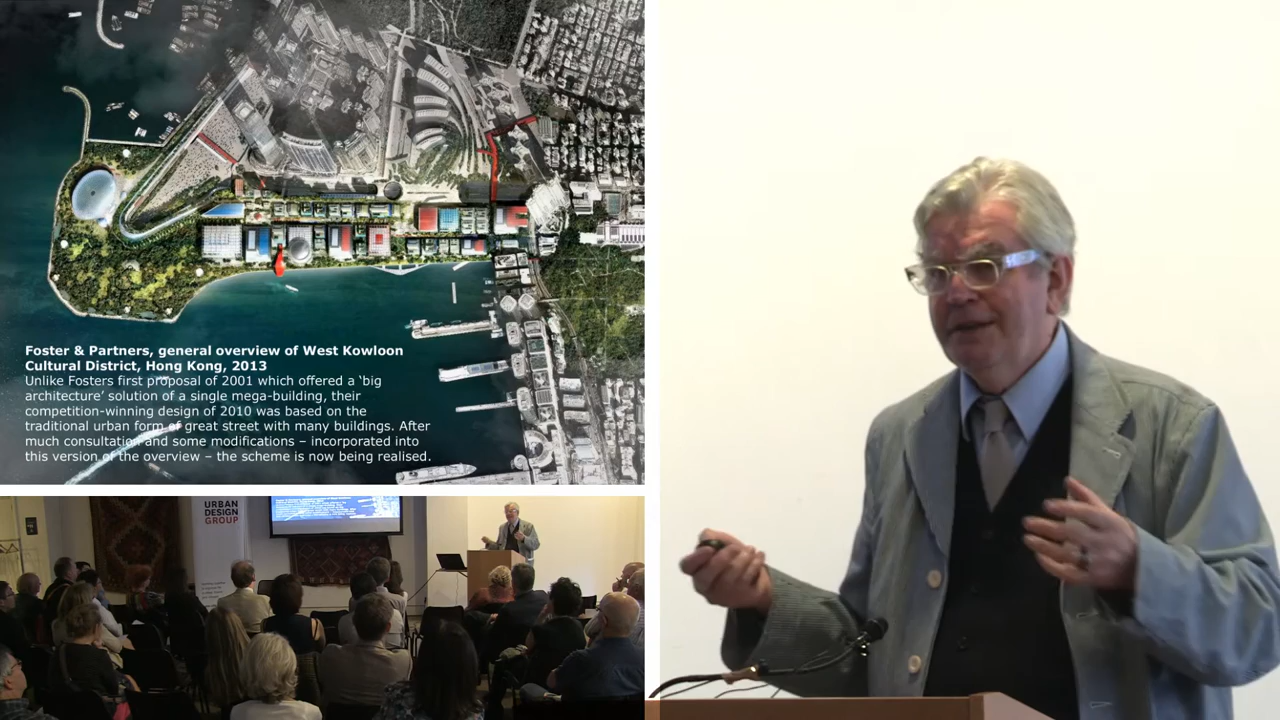 Foster & Partners, general overview of West Kowloon
Cultural District, Hong Kong, 2013
Unlike Fosters first proposal of 2001 which offered a ‘big
architecture’ solution of a single mega-building, their
competition-winning design of 2010 was based on the
traditional urban form of great street with many buildings. After
much consultation and some modifications – incorporated into
this version of the overview – the scheme is now being realised.
URBAN
DESIGN
GROUP